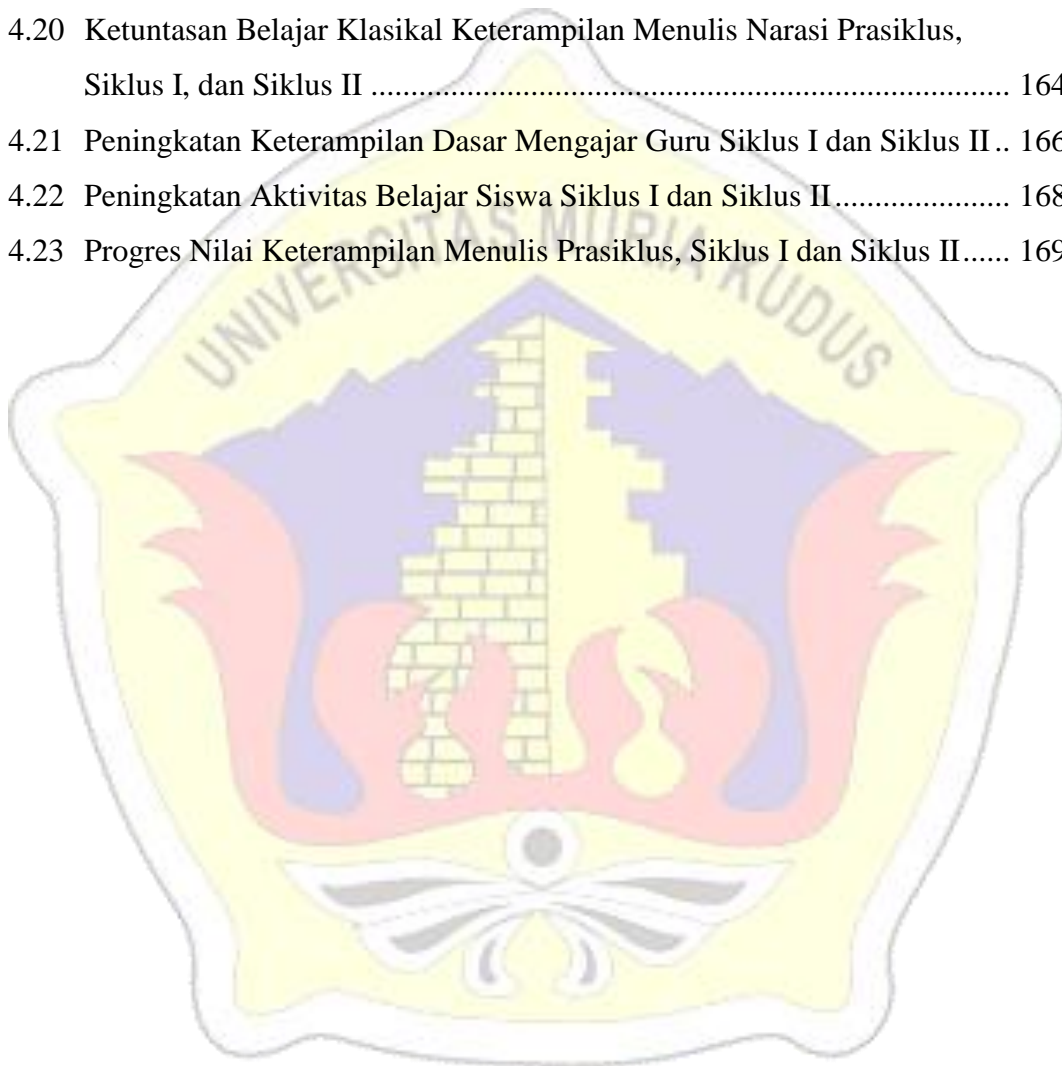 4.20 Ketuntasan Belajar Klasikal Keterampilan Menulis Narasi Prasiklus,
Siklus I, dan Siklus II ................................................................................ 164
4.21 Peningkatan Keterampilan Dasar Mengajar Guru Siklus I dan Siklus II .. 166
4.22 Peningkatan Aktivitas Belajar Siswa Siklus I dan Siklus II ...................... 168
4.23 Progres Nilai Keterampilan Menulis Prasiklus, Siklus I dan Siklus II ...... 169
UNIVERSITAS MURIA KUDUS